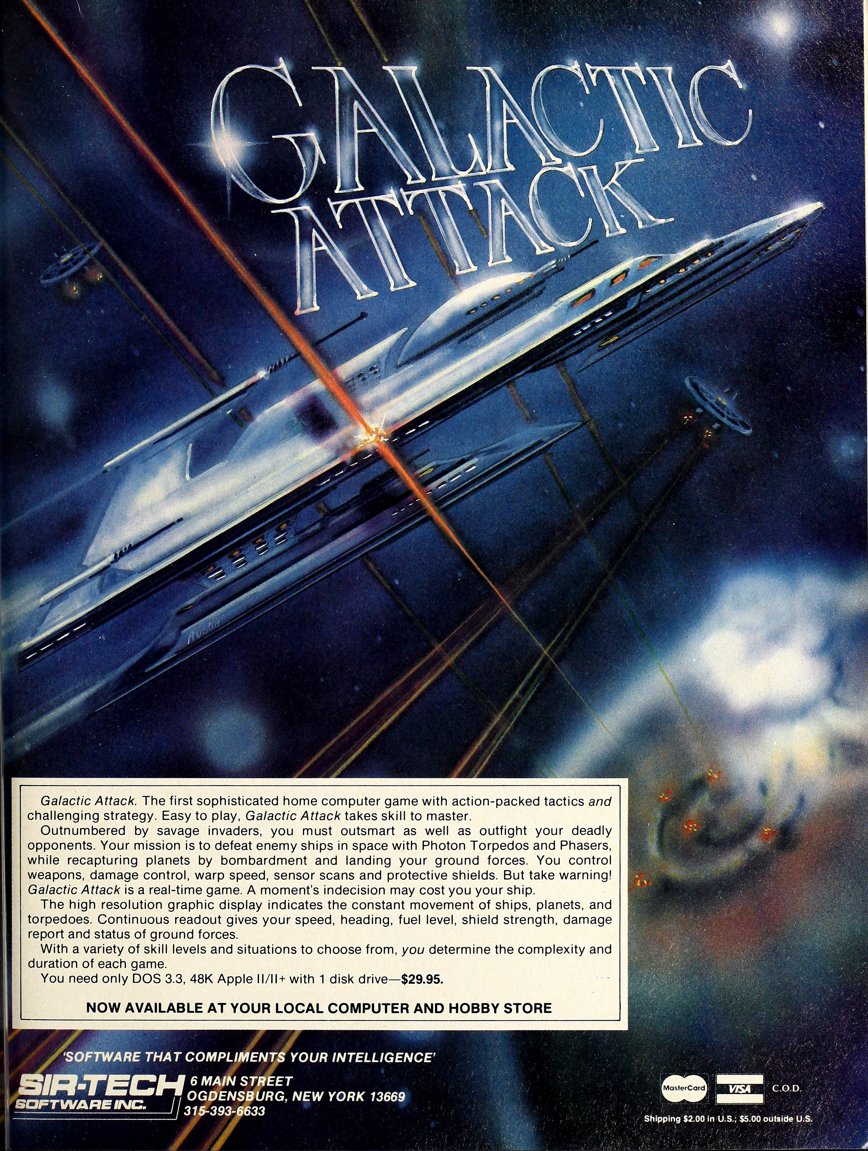 GALACTIC
ATTACK
Galactic Attack. The first sophisticated home computer game with action-packed tactics and
challenging strategy. Easy to play, Galactic Attack takes skill to master.
Outnumbered by savage invaders, you must outsmart as well as outfight your deadly
opponents. Your mission is to defeat enemy ships in space with Photon Torpedos and Phasers,
while recapturing planets by bombardment and landing your ground forces. You control
weapons, damage control, warp speed, sensor scans and protective shields. But take warning!
Galactic Attack is a real-time game. A moment's indecision may cost you your ship.
The high resolution graphic display indicates the constant movement of ships, planets, and
torpedoes. Continuous readout gives your speed, heading, fuel level, shield strength, damage
report and status of ground forces.
With a variety of skill levels and situations to choose from, you determine the complexity and
duration of each game.
You need only DOS 3.3, 48K Apple II/II+ with 1 disk drive—$29.95.
NOW AVAILABLE AT YOUR LOCAL COMPUTER AND HOBBY STORE
'SOFTWARE THAT COMPLIMENTS YOUR INTELLIGENCE'
SIR-TECH
SOFTWARE INC.
6 MAIN STREET
OGDENSBURG, NEW YORK 13669
315-393-6633
MasterCard VISA C.O.D.
Shipping $2.00 in U.S.; $5.00 outside U.S.